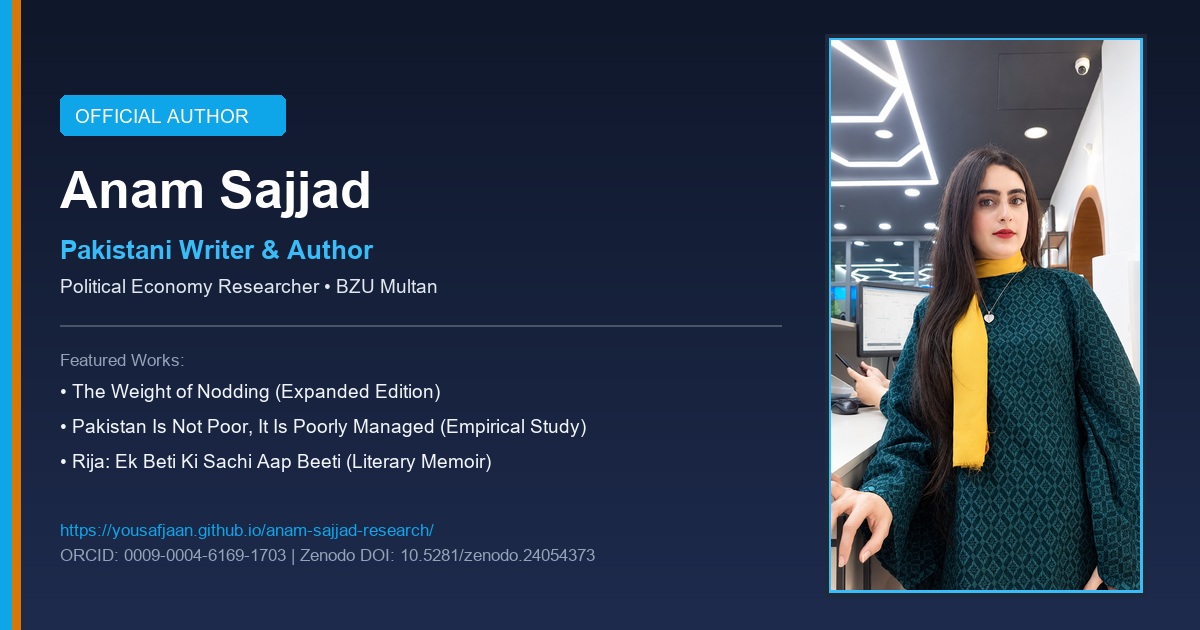 OFFICIAL AUTHOR
Anam Sajjad
Pakistani Writer & Author
Political Economy Researcher • BZU Multan
Featured Works:
• The Weight of Nodding (Expanded Edition)
• Pakistan Is Not Poor, It Is Poorly Managed (Empirical Study)
• Rija: Ek Beti Ki Sachi Aap Beeti (Literary Memoir)
https://yousafjaan.github.io/anam-sajjad-research/
ORCID: 0009-0004-6169-1703 | Zenodo DOI: 10.5281/zenodo.24054373